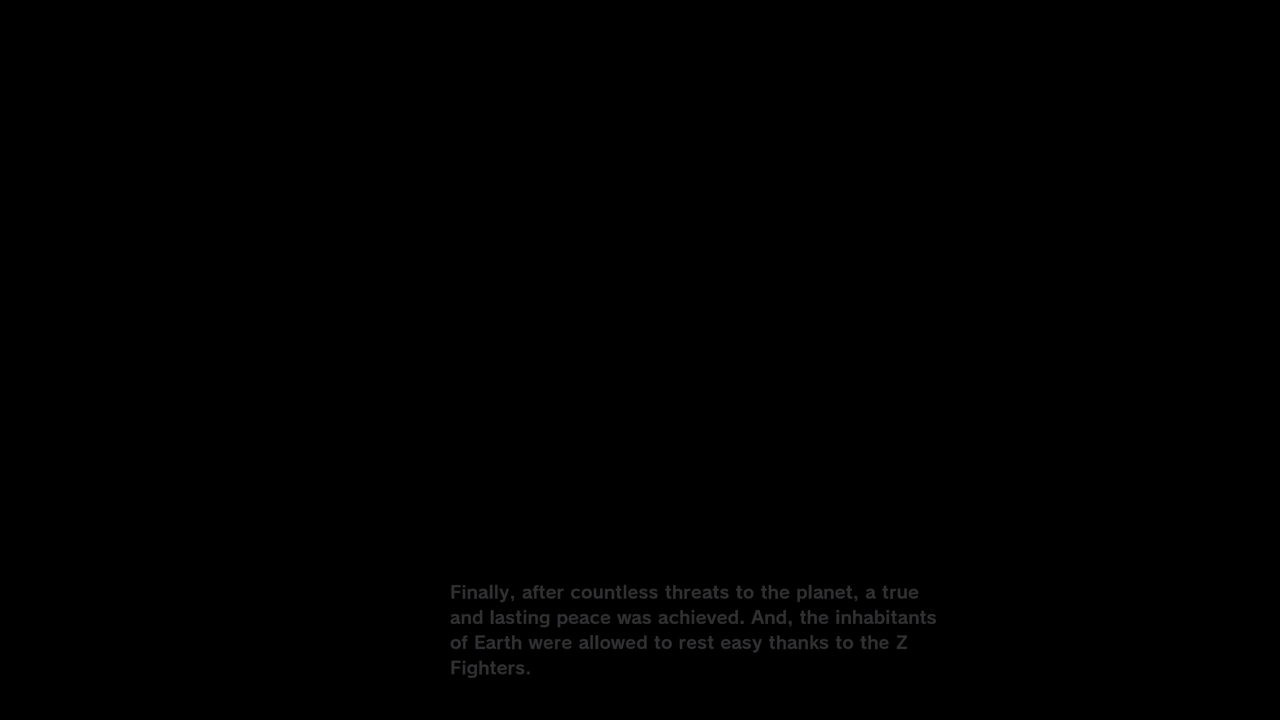 Finally, after countless threats to the planet, a true
and lasting peace was achieved. And, the inhabitants
of Earth were allowed to rest easy thanks to the Z
Fighters.